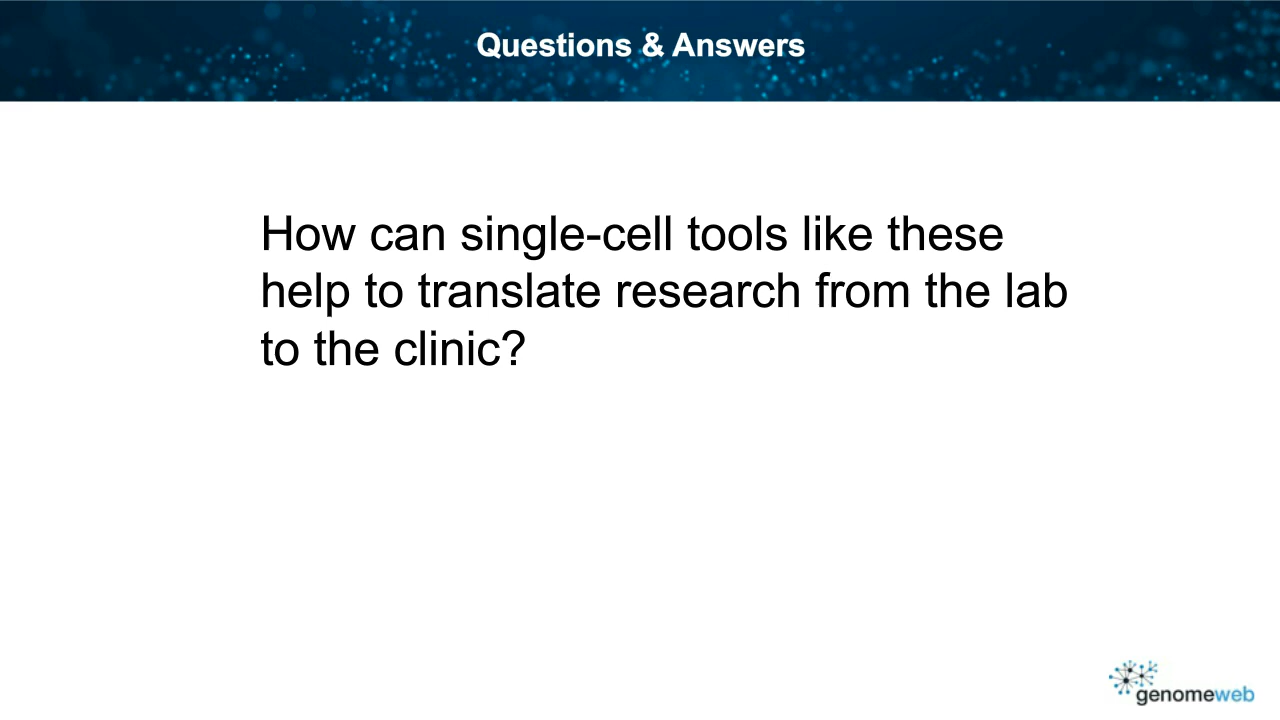 Questions & Answers
How can single-cell tools like these
help to translate research from the lab
to the clinic?
genomeweb